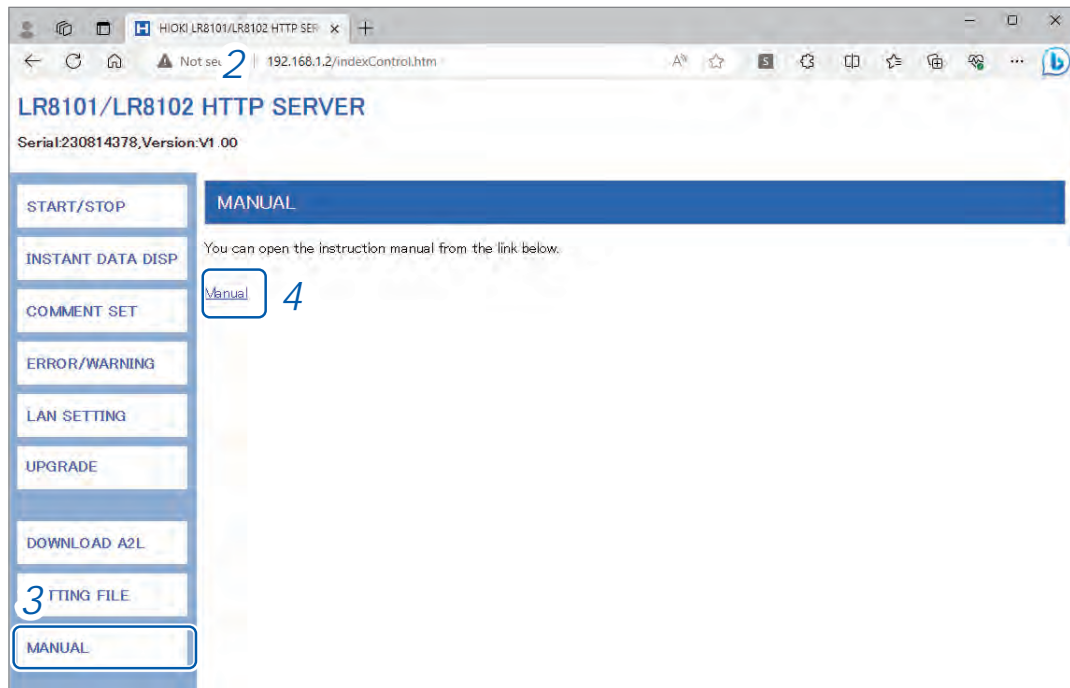 HIOKI LR8101/LR8102 HTTP SER
Not sec 2 192.168.1.2/indexControl.htm
LR8101/LR8102 HTTP SERVER
Serial:230814378,Version:V1.00
START/STOP
MANUAL
You can open the instruction manual from the link below.
INSTANT DATA DISP
Manual 4
COMMENT SET
ERROR/WARNING
LAN SETTING
UPGRADE
DOWNLOAD A2L
3 TTING FILE
MANUAL